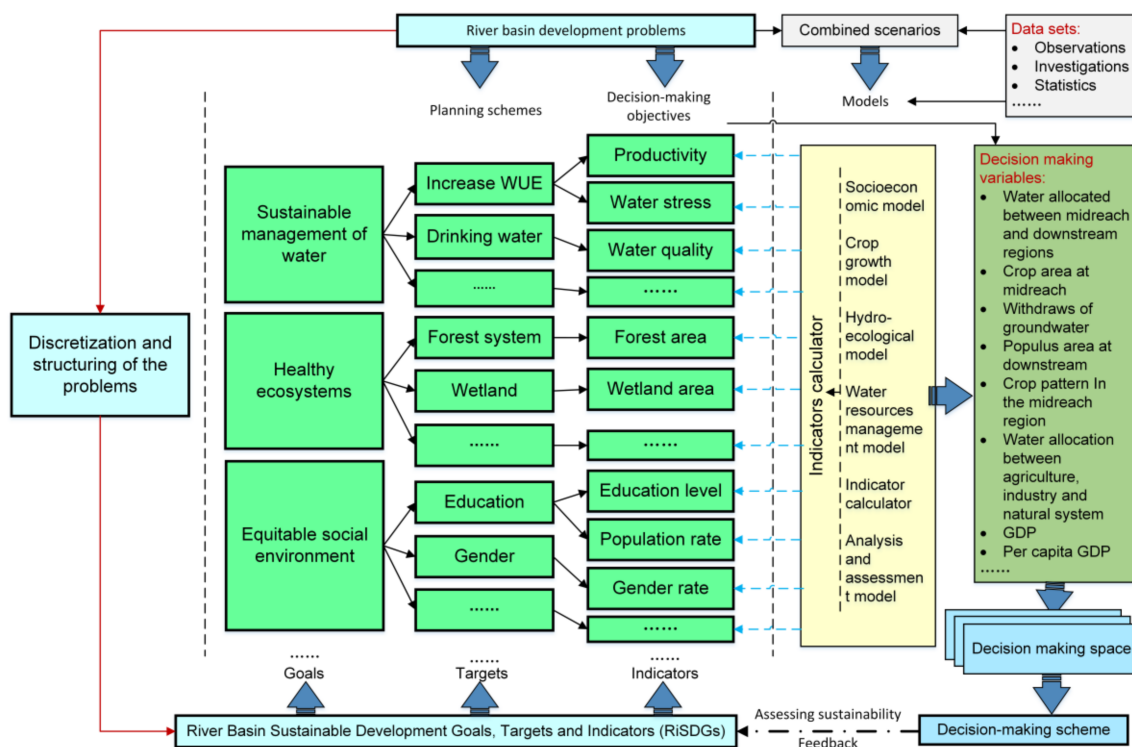 River basin development problems
Combined scenarios
Data sets:
• Observations
• Investigations
• Statistics
……
Planning schemes
Decision-making
objectives
Models
Sustainable
management of
water
Increase WUE
Drinking water
……
Productivity
Water stress
Water quality
……
Healthy
ecosystems
Forest system
Wetland
……
Forest area
Wetland area
……
Equitable social
environment
Education
Gender
……
Education level
Population rate
Gender rate
……
Discretization and
structuring of the
problems
Indicators calculator
Socioecon
omic model
Crop
growth
model
Hydro-
ecological
model
Water
resources
manageme
nt model
Indicator
calculator
Analysis
and
assessmen
t model
Decision making
variables:
• Water allocated
between midreach
and downstream
regions
• Crop area at
midreach
• Withdraws of
groundwater
• Populus area at
downstream
• Crop pattern In
the midreach
region
• Water allocation
between
agriculture,
industry and
natural system
• GDP
• Per capita GDP
……
Decision making space
Decision-making scheme
……
Goals
……
Targets
……
Indicators
River Basin Sustainable Development Goals, Targets and Indicators (RiSDGs)
Assessing sustainability
Feedback